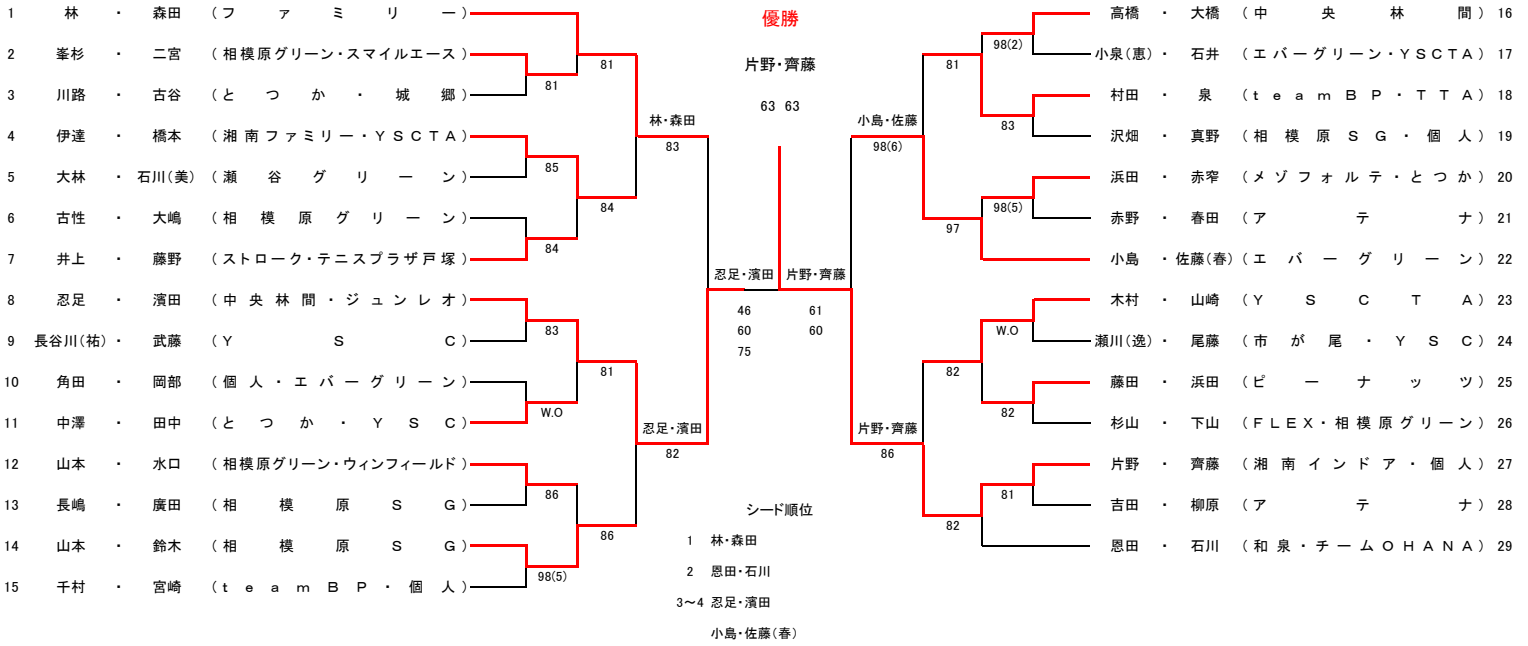 1 林 ・ 森田 (ファミリー)
2 峯杉 ・ 二宮 (相模原グリーン・スマイルエース)
3 川路 ・ 古谷 (とつか・城郷)
4 伊達 ・ 橋本 (湘南ファミリー・YSCTA)
5 大林 ・ 石川(美) (瀬谷グリーン)
6 古性 ・ 大嶋 (相模原グリーン)
7 井上 ・ 藤野 (ストローク・テニスプラザ戸塚)
8 忍足 ・ 濱田 (中央林間・ジュンレオ)
9 長谷川(祐) ・ 武藤 (YSC)
10 角田 ・ 岡部 (個人・エバーグリーン)
11 中澤 ・ 田中 (とつか・YSC)
12 山本 ・ 水口 (相模原グリーン・ウィンフィールド)
13 長嶋 ・ 廣田 (相模原SG)
14 山本 ・ 鈴木 (相模原SG)
15 千村 ・ 宮崎 (teamBP・個人)
81
85
84
83
W.O
86
98(5)
81
84
81
86
林・森田
83
忍足・濱田
82
忍足・濱田
46
60
75
優勝
片野・齊藤
63 63
片野・齊藤
61
60
シード順位
1 林・森田
2 恩田・石川
3~4 忍足・濱田
小島・佐藤(春)
小島・佐藤
98(6)
片野・齊藤
86
81
97
82
82
98(2)
83
98(5)
W.O
82
81
高橋 ・ 大橋 (中央林間) 16
小泉(恵) ・ 石井 (エバーグリーン・YSCTA) 17
村田 ・ 泉 (teamBP・TTA) 18
沢畑 ・ 真野 (相模原SG・個人) 19
浜田 ・ 赤窄 (メゾフォルテ・とつか) 20
赤野 ・ 春田 (アテナ) 21
小島 ・ 佐藤(春) (エバーグリーン) 22
木村 ・ 山崎 (YSCTA) 23
瀬川(逸) ・ 尾藤 (市が尾・YSC) 24
藤田 ・ 浜田 (ピーナッツ) 25
杉山 ・ 下山 (FLEX・相模原グリーン) 26
片野 ・ 齊藤 (湘南インドア・個人) 27
吉田 ・ 柳原 (アテナ) 28
恩田 ・ 石川 (和泉・チームOHANA) 29